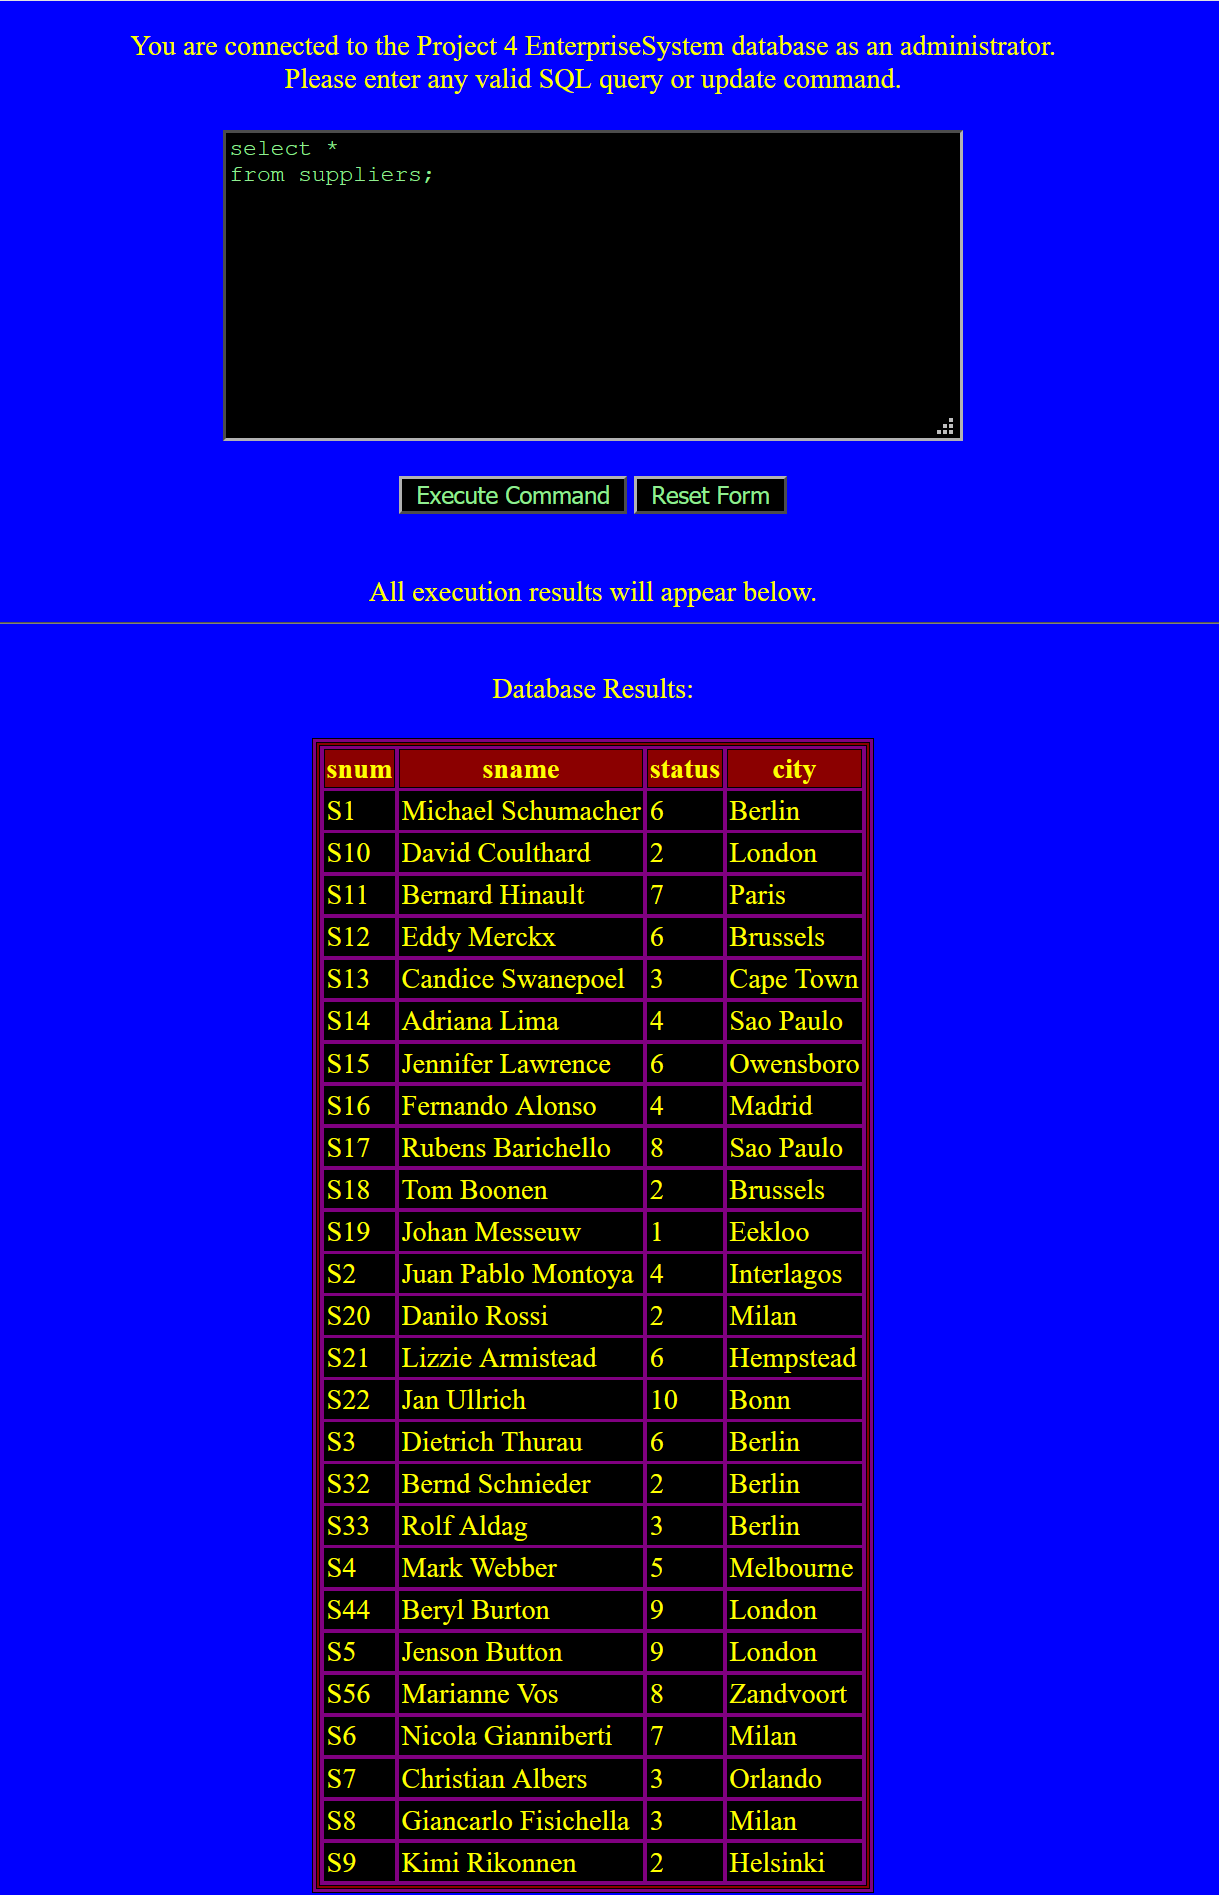 You are connected to the Project 4 EnterpriseSystem database as an administrator.
Please enter any valid SQL query or update command.
select *
from suppliers;
Execute Command Reset Form
All execution results will appear below.
Database Results:
snum sname status city
S1 Michael Schumacher 6 Berlin
S10 David Coulthard 2 London
S11 Bernard Hinault 7 Paris
S12 Eddy Merckx 6 Brussels
S13 Candice Swanepoel 3 Cape Town
S14 Adriana Lima 4 Sao Paulo
S15 Jennifer Lawrence 6 Owensboro
S16 Fernando Alonso 4 Madrid
S17 Rubens Barichello 8 Sao Paulo
S18 Tom Boonen 2 Brussels
S19 Johan Messeuw 1 Eekloo
S2 Juan Pablo Montoya 4 Interlagos
S20 Danilo Rossi 2 Milan
S21 Lizzie Armistead 6 Hempstead
S22 Jan Ullrich 10 Bonn
S3 Dietrich Thurau 6 Berlin
S32 Bernd Schnieder 2 Berlin
S33 Rolf Aldag 3 Berlin
S4 Mark Webber 5 Melbourne
S44 Beryl Burton 9 London
S5 Jenson Button 9 London
S56 Marianne Vos 8 Zandvoort
S6 Nicola Gianniberti 7 Milan
S7 Christian Albers 3 Orlando
S8 Giancarlo Fisichella 3 Milan
S9 Kimi Rikonnen 2 Helsinki